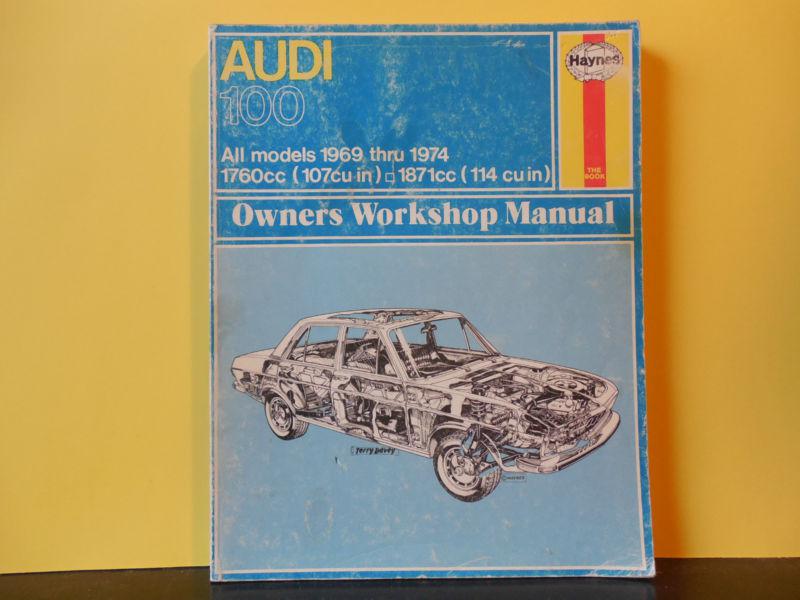 AUDI
100
All models 1969 thru 1974
1760cc (107cu in) □ 1871cc (114 cu in)
Haynes
THE
BOOK
Owners Workshop Manual
© Terry Davey
© HAYNES